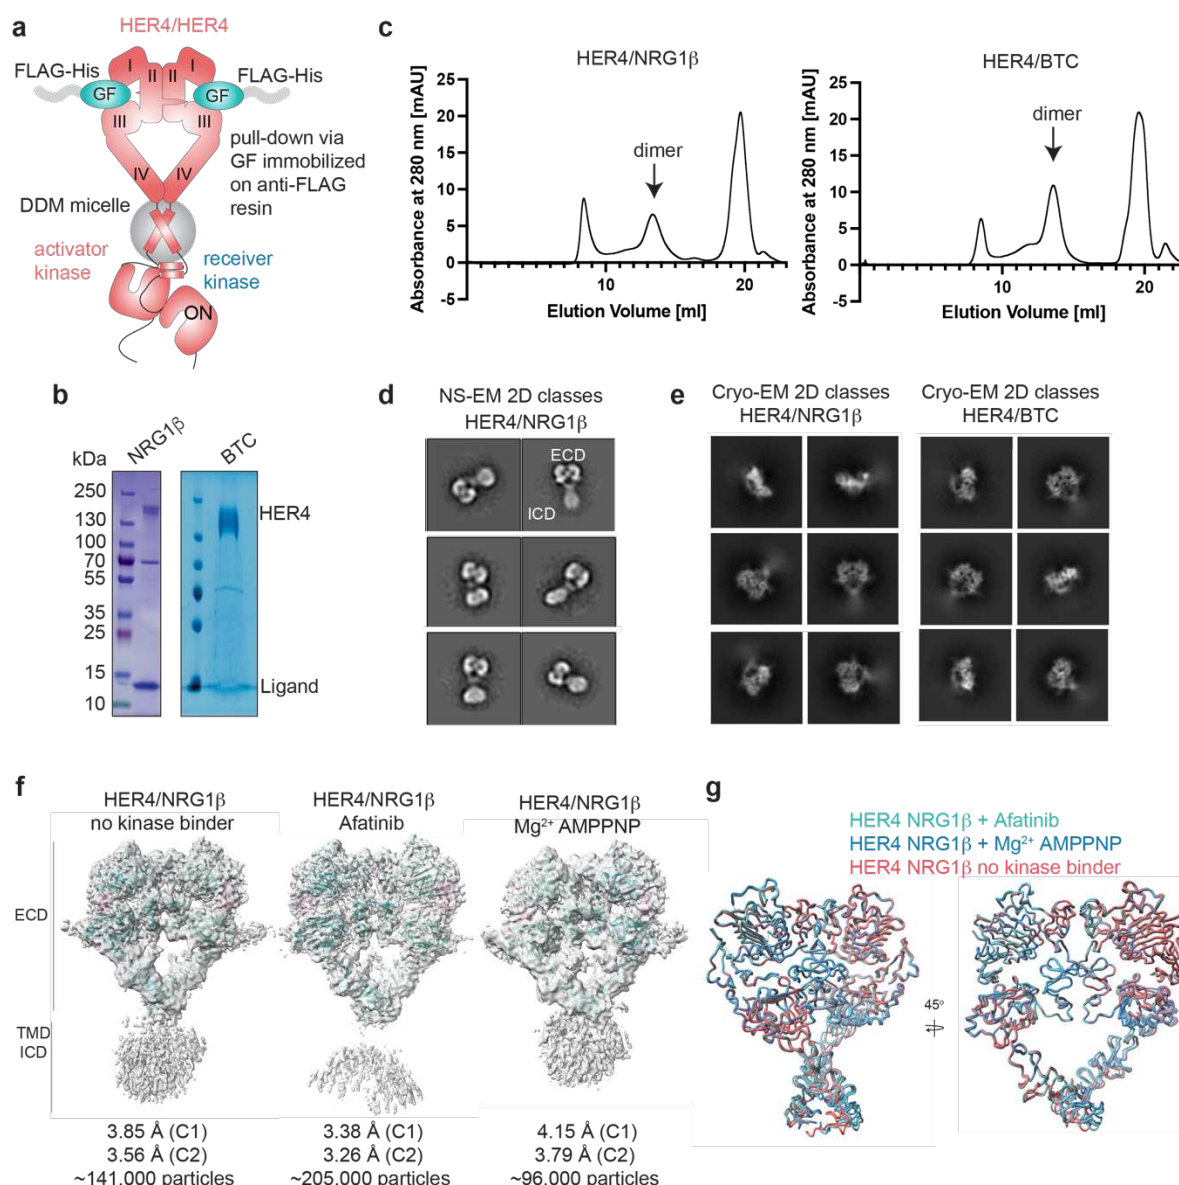 a
HER4/HER4
FLAG-His
FLAG-His
I
II
II
I
GF
GF
III
III
IV
IV
pull-down via
GF immobilized
on anti-FLAG
resin
DDM micelle
activator
kinase
receiver
kinase
ON
b
kDa
NRG1β
BTC
250
130
100
70
55
35
25
15
10
HER4
Ligand
c
HER4/NRG1β
Absorbance at 280 nm [mAU]
25
20
15
10
5
0
-5
dimer
10
20
Elution Volume [ml]
HER4/BTC
Absorbance at 280 nm [mAU]
25
20
15
10
5
0
-5
dimer
10
20
Elution Volume [ml]
d
NS-EM 2D classes
HER4/NRG1β
ECD
ICD
e
Cryo-EM 2D classes
HER4/NRG1β
Cryo-EM 2D classes
HER4/BTC
f
HER4/NRG1β
no kinase binder
HER4/NRG1β
Afatinib
HER4/NRG1β
Mg²⁺ AMPPNP
ECD
TMD
ICD
3.85 Å (C1)
3.56 Å (C2)
~141.000 particles
3.38 Å (C1)
3.26 Å (C2)
~205.000 particles
4.15 Å (C1)
3.79 Å (C2)
~96.000 particles
g
HER4 NRG1β + Afatinib
HER4 NRG1β + Mg²⁺ AMPPNP
HER4 NRG1β no kinase binder
45°